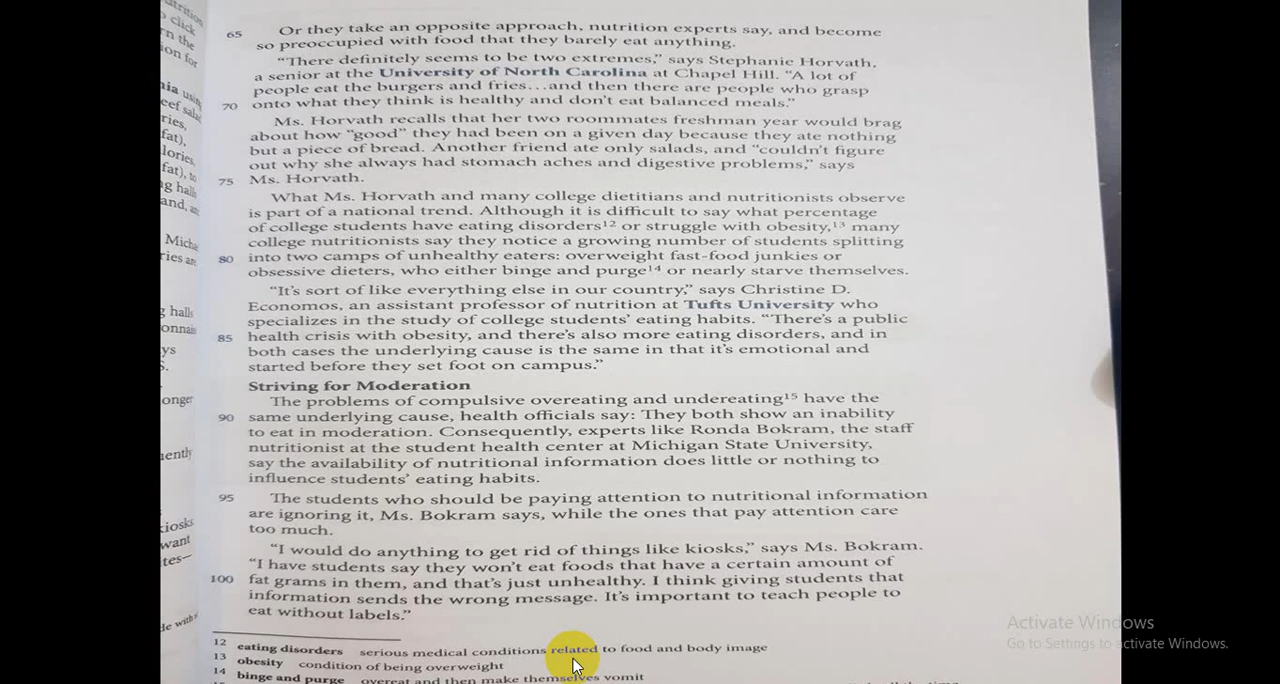 65 Or they take an opposite approach, nutrition experts say, and become
so preoccupied with food that they barely eat anything.
“There definitely seems to be two extremes,” says Stephanie Horvath,
a senior at the University of North Carolina at Chapel Hill. “A lot of
people eat the burgers and fries...and then there are people who grasp
70 onto what they think is healthy and don’t eat balanced meals.”
Ms. Horvath recalls that her two roommates freshman year would brag
about how “good” they had been on a given day because they ate nothing
but a piece of bread. Another friend ate only salads, and “couldn’t figure
out why she always had stomach aches and digestive problems,” says
75 Ms. Horvath.
What Ms. Horvath and many college dietitians and nutritionists observe
is part of a national trend. Although it is difficult to say what percentage
of college students have eating disorders¹² or struggle with obesity,¹³ many
college nutritionists say they notice a growing number of students splitting
80 into two camps of unhealthy eaters: overweight fast-food junkies or
obsessive dieters, who either binge and purge¹⁴ or nearly starve themselves.
“It’s sort of like everything else in our country,” says Christine D.
Economos, an assistant professor of nutrition at Tufts University who
specializes in the study of college students’ eating habits. “There’s a public
85 health crisis with obesity, and there’s also more eating disorders, and in
both cases the underlying cause is the same in that it’s emotional and
started before they set foot on campus.”
Striving for Moderation
The problems of compulsive overeating and undereating¹⁵ have the
90 same underlying cause, health officials say: They both show an inability
to eat in moderation. Consequently, experts like Ronda Bokram, the staff
nutritionist at the student health center at Michigan State University,
say the availability of nutritional information does little or nothing to
influence students’ eating habits.
95 The students who should be paying attention to nutritional information
are ignoring it, Ms. Bokram says, while the ones that pay attention care
too much.
“I would do anything to get rid of things like kiosks,” says Ms. Bokram.
“I have students say they won’t eat foods that have a certain amount of
100 fat grams in them, and that’s just unhealthy. I think giving students that
information sends the wrong message. It’s important to teach people to
eat without labels.”
12 eating disorders serious medical conditions related to food and body image
13 obesity condition of being overweight
14 binge and purge overeat and then make themselves vomit
Activate Windows
Go to Settings to activate Windows.